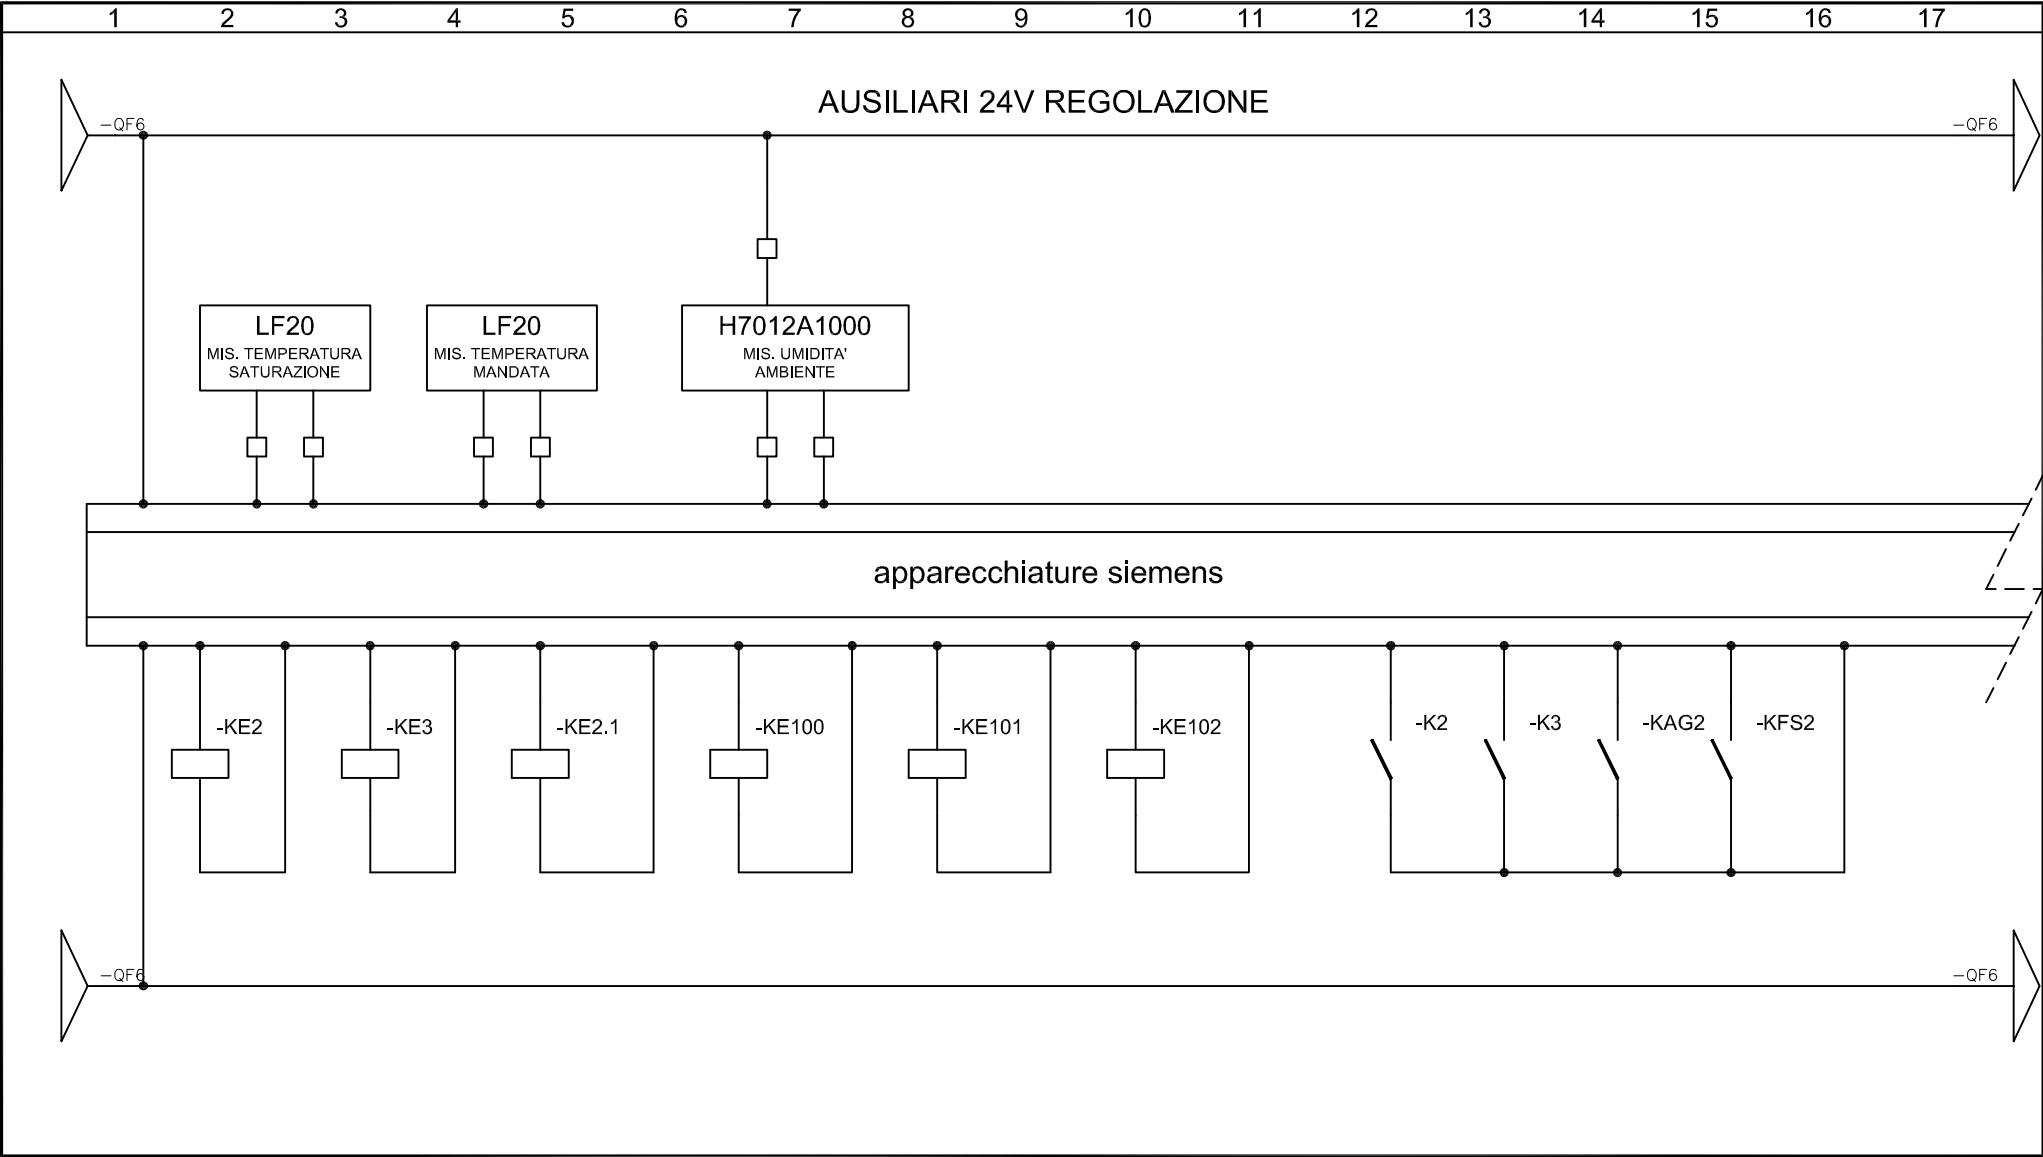 1 2 3 4 5 6 7 8 9 10 11 12 13 14 15 16 17
AUSILIARI 24V REGOLAZIONE
-QF6
-QF6
LF20
MIS. TEMPERATURA
SATURAZIONE
LF20
MIS. TEMPERATURA
MANDATA
H7012A1000
MIS. UMIDITA'
AMBIENTE
apparecchiature siemens
-KE2
-KE3
-KE2.1
-KE100
-KE101
-KE102
-K2
-K3
-KAG2
-KFS2
-QF6
-QF6